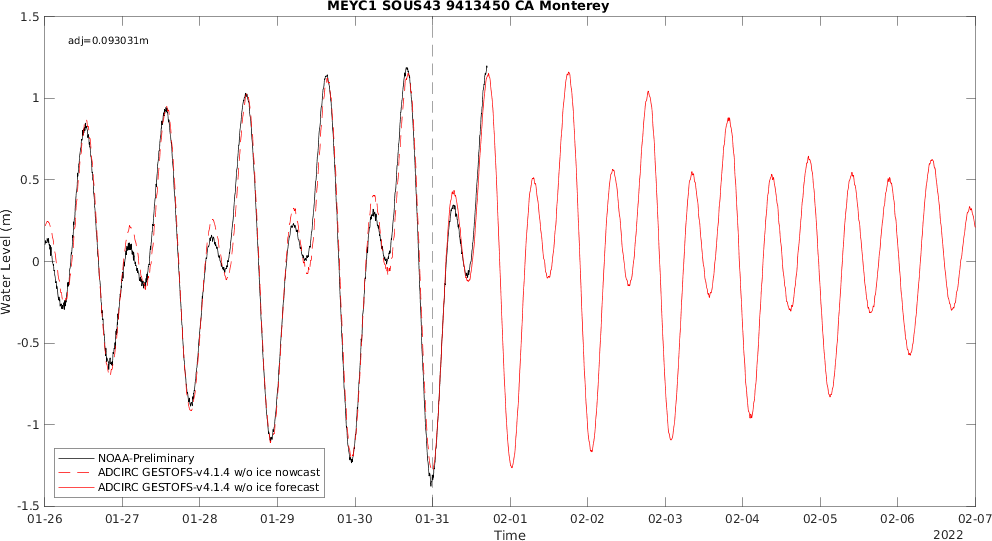 MEYC1 SOUS43 9413450 CA Monterey
adj=0.093031m
1.5
1
0.5
0
-0.5
-1
-1.5
Water Level (m)
NOAA-Preliminary
ADCIRC GESTOFS-v4.1.4 w/o ice nowcast
ADCIRC GESTOFS-v4.1.4 w/o ice forecast
01-26 01-27 01-28 01-29 01-30 01-31 02-01 02-02 02-03 02-04 02-05 02-06 02-07
Time
2022